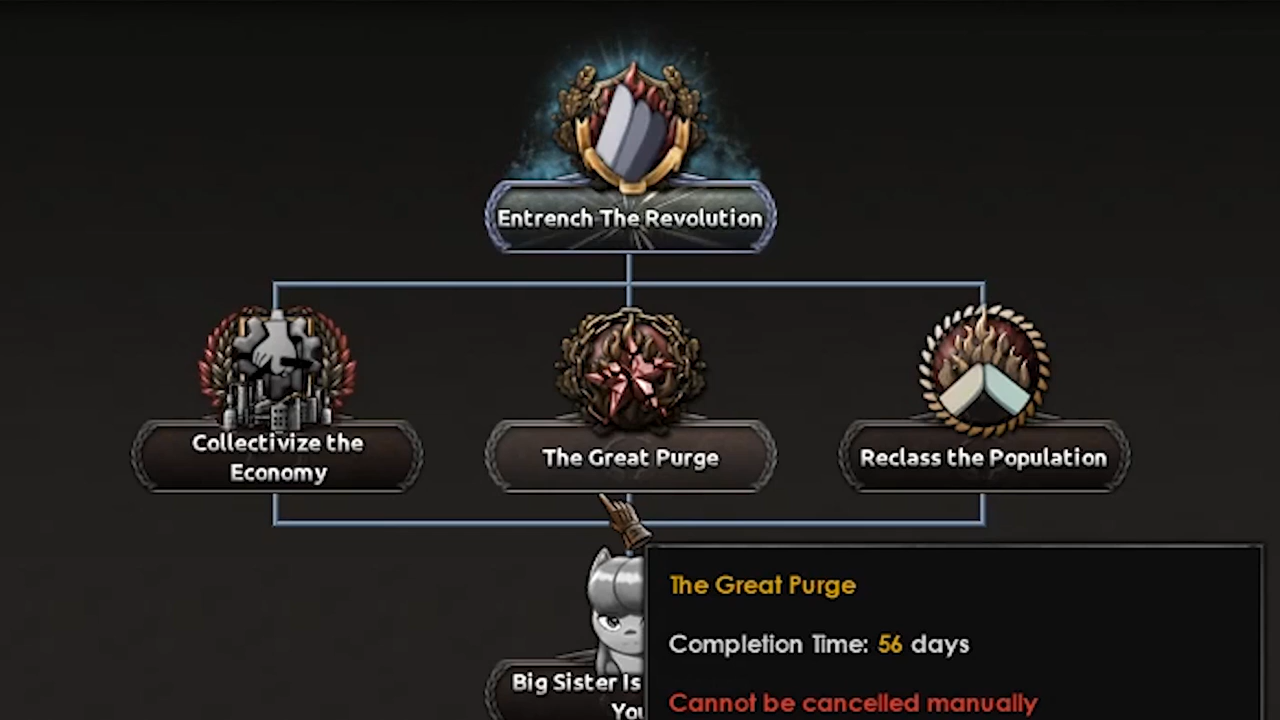 Entrench The Revolution
Collectivize the
Economy
The Great Purge
Reclass the Population
The Great Purge
Completion Time: 56 days
Cannot be cancelled manually
Big Sister Is